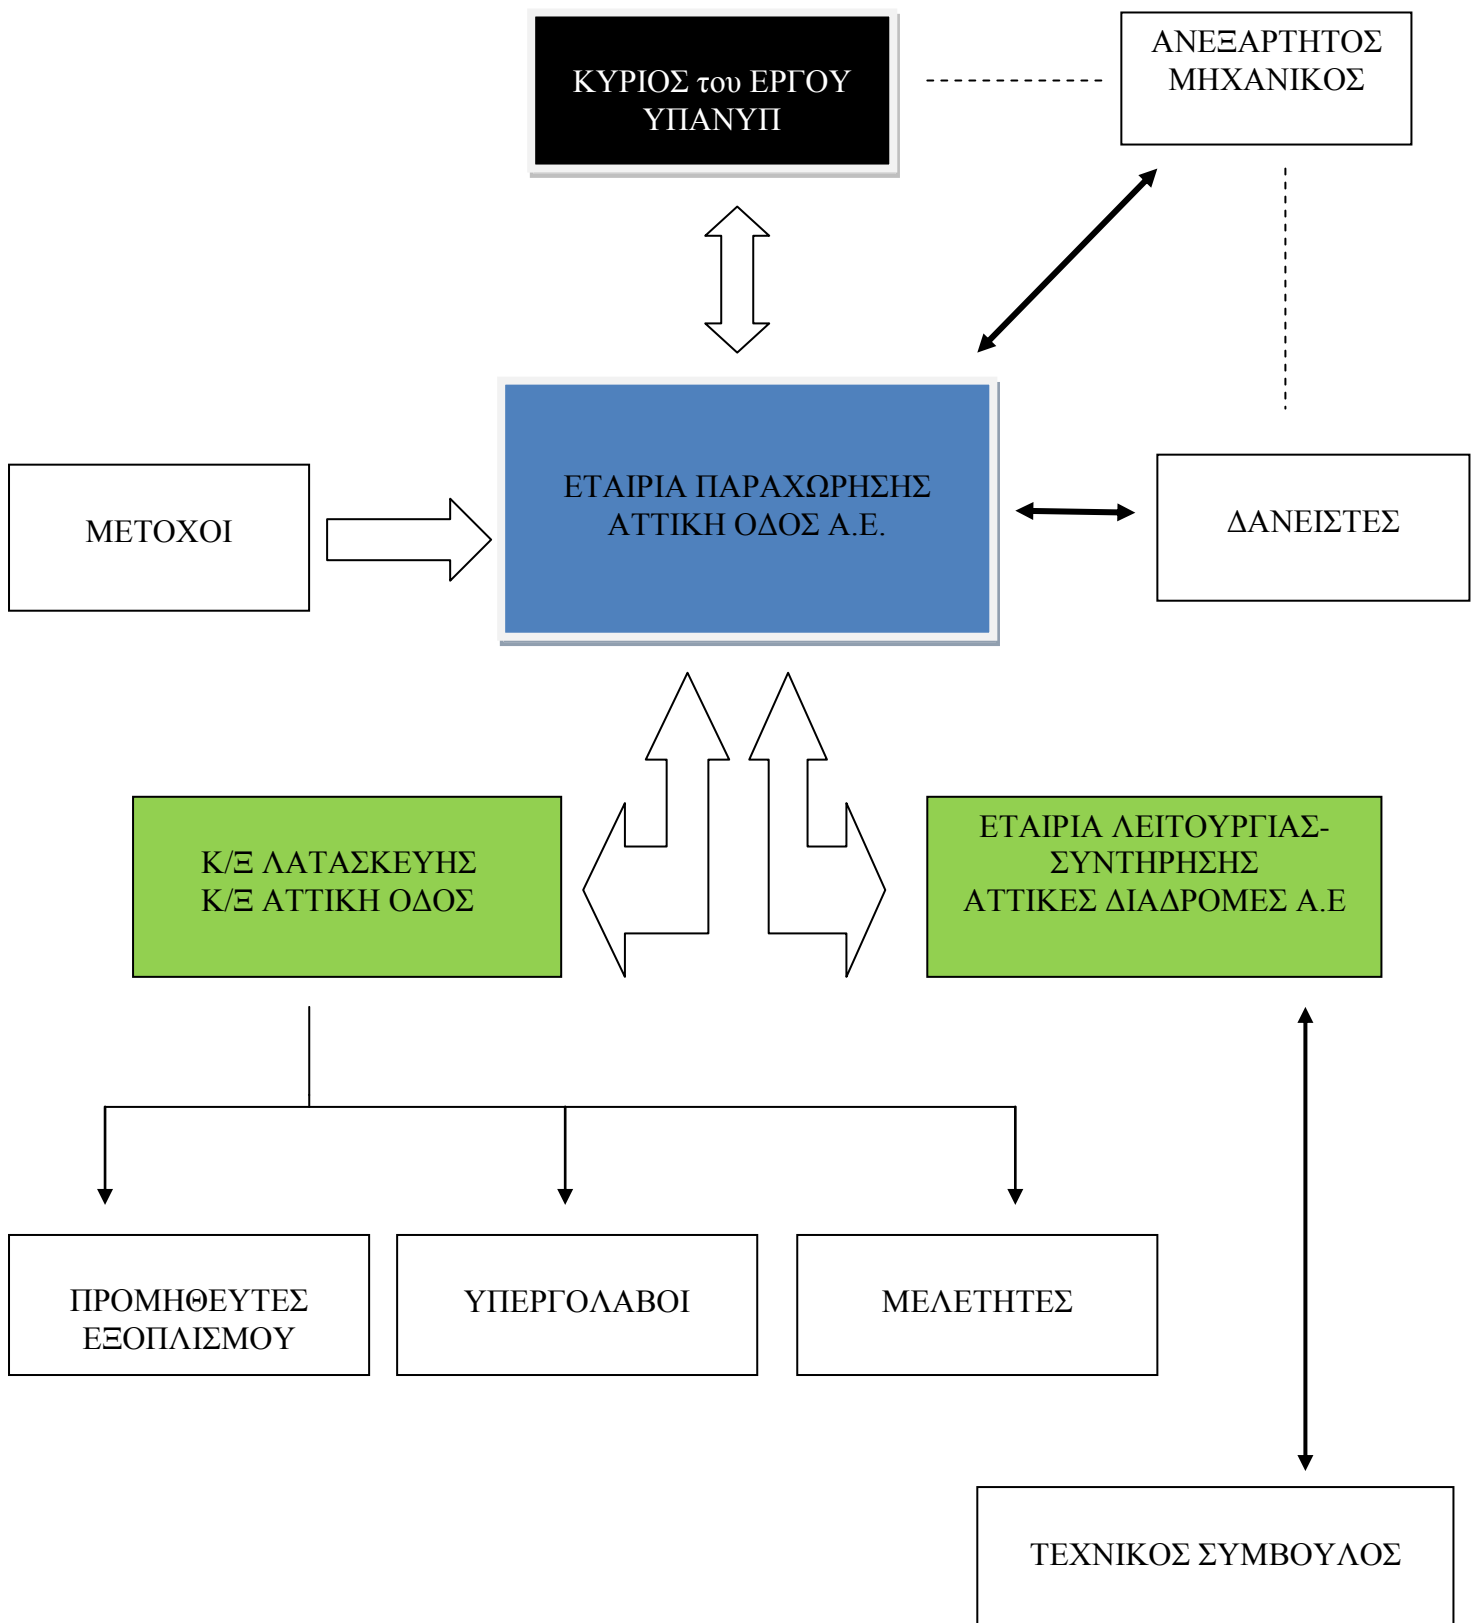 ΚΥΡΙΟΣ του ΕΡΓΟΥ
ΥΠΑΝΥΠ
ΑΝΕΞΑΡΤΗΤΟΣ
ΜΗΧΑΝΙΚΟΣ
ΜΕΤΟΧΟΙ
ΕΤΑΙΡΙΑ ΠΑΡΑΧΩΡΗΣΗΣ
ΑΤΤΙΚΗ ΟΔΟΣ Α.Ε.
ΔΑΝΕΙΣΤΕΣ
Κ/Ξ ΛΑΤΑΣΚΕΥΗΣ
Κ/Ξ ΑΤΤΙΚΗ ΟΔΟΣ
ΕΤΑΙΡΙΑ ΛΕΙΤΟΥΡΓΙΑΣ-
ΣΥΝΤΗΡΗΣΗΣ
ΑΤΤΙΚΕΣ ΔΙΑΔΡΟΜΕΣ Α.Ε
ΠΡΟΜΗΘΕΥΤΕΣ
ΕΞΟΠΛΙΣΜΟΥ
ΥΠΕΡΓΟΛΑΒΟΙ
ΜΕΛΕΤΗΤΕΣ
ΤΕΧΝΙΚΟΣ ΣΥΜΒΟΥΛΟΣ